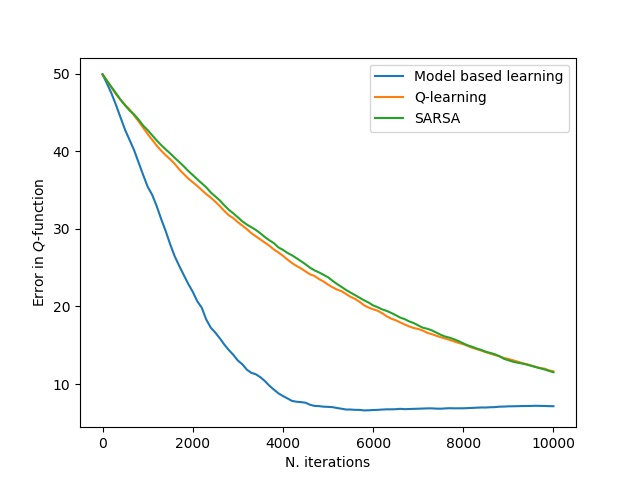 Model based learning
Q-learning
SARSA
50
40
30
20
10
Error in Q-function
0
2000
4000
6000
8000
10000
N. iterations